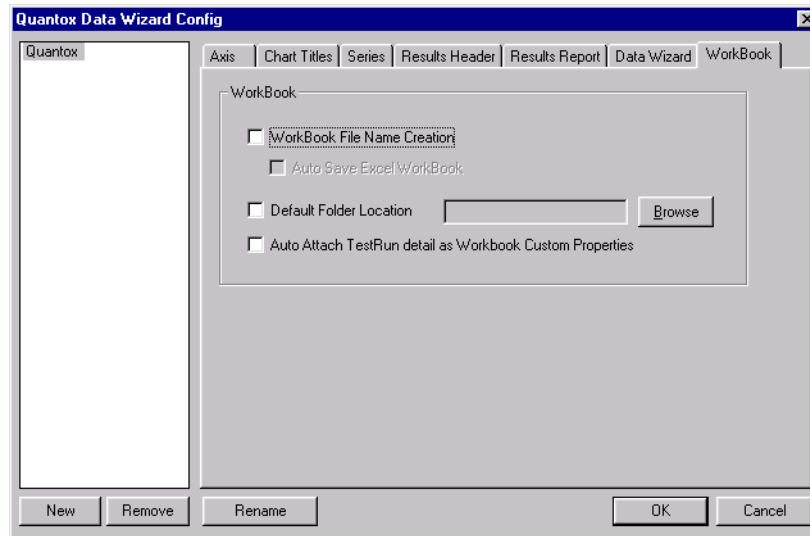 Quantox Data Wizard Config
Quantox
Axis Chart Titles Series Results Header Results Report Data Wizard WorkBook
WorkBook
WorkBook File Name Creation
Auto Save Excel WorkBook
Default Folder Location Browse
Auto Attach TestRun detail as Workbook Custom Properties
New Remove Rename OK Cancel